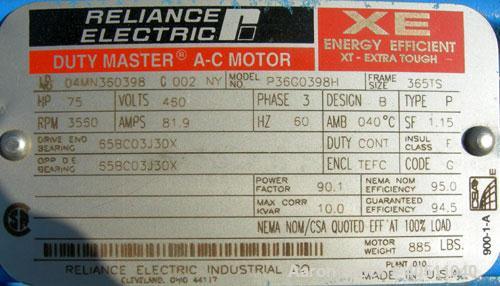 RELIANCE ELECTRIC
XE
ENERGY EFFICIENT
XT - EXTRA TOUGH
DUTY MASTER® A-C MOTOR
I.D. NO. 04MN360398 G 002 NY MODEL NO. P36G0398H FRAME SIZE 365TS
HP 75 VOLTS 460 PHASE 3 DESIGN B TYPE P
RPM 3560 AMPS 81.9 HZ 60 AMB 040°C SF 1.15
DRIVE END BEARING 65BC03J30X DUTY CONT INSUL CLASS F
OPP D.E. BEARING 65BC03J30X ENCL TEFC CODE G
POWER FACTOR 90.1 NEMA NOM EFFICIENCY 95.0
MAX CORR KVAR 10.0 GUARANTEED EFFICIENCY 94.5
NEMA NOM/CSA QUOTED EFF AT 100% LOAD
MOTOR WEIGHT 885 LBS.
RELIANCE ELECTRIC INDUSTRIAL CO.
CLEVELAND, OHIO 44117
PLANT 010
MADE IN U.S.A.
900-1-A
E
Aaron